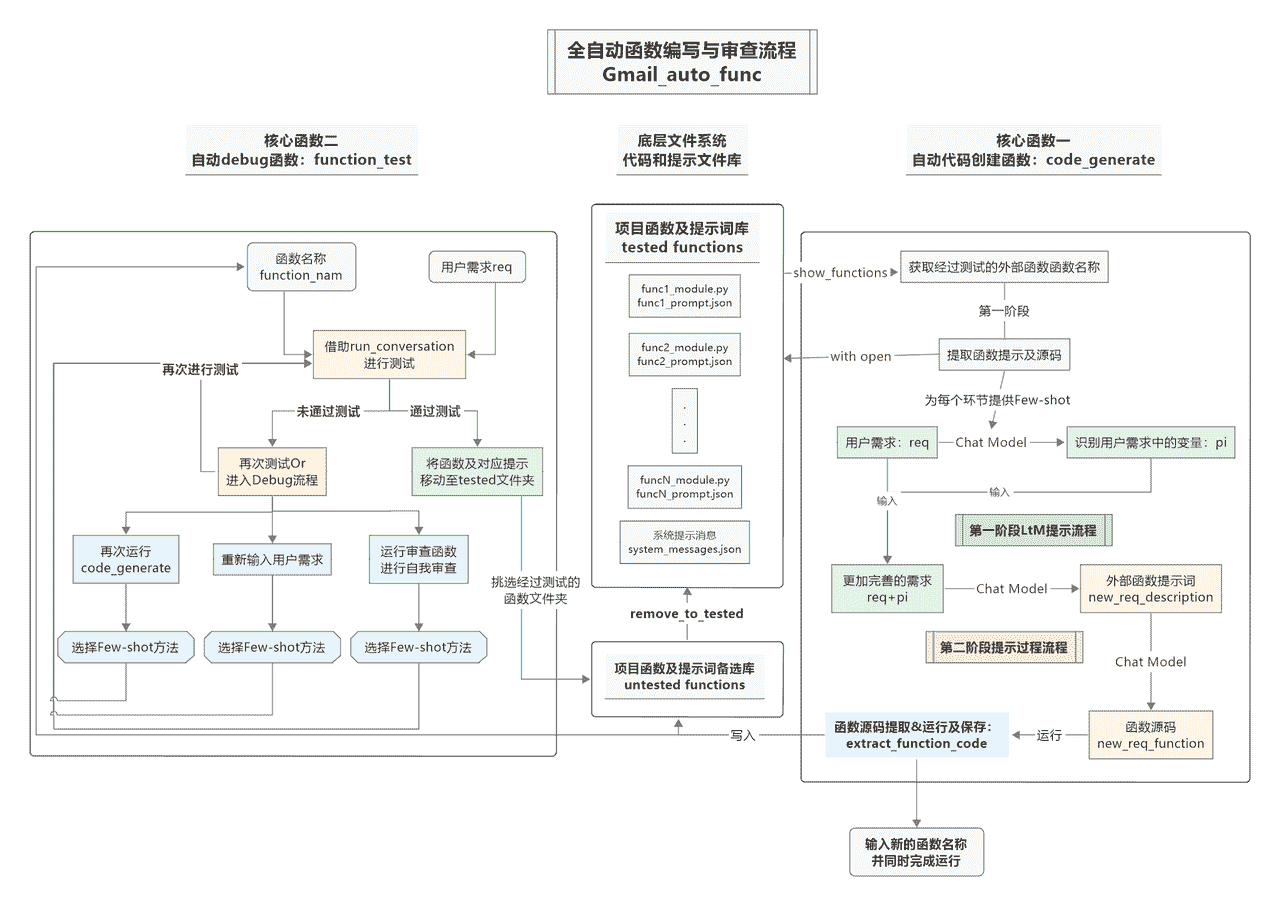 全自动函数编写与审查流程
Gmail_auto_func
核心函数二
自动debug函数：function_test
底层文件系统
代码和提示文件库
核心函数一
自动代码创建函数：code_generate
函数名称
function_nam
用户需求req
借助run_conversation
进行测试
再次进行测试
未通过测试
通过测试
再次测试Or
进入Debug流程
将函数及对应提示
移动至tested文件夹
再次运行
code_generate
重新输入用户需求
运行审查函数
进行自我审查
选择Few-shot方法
选择Few-shot方法
选择Few-shot方法
挑选经过测试的
函数文件夹
项目函数及提示词库
tested functions
func1_module.py
func1_prompt.json
func2_module.py
func2_prompt.json
.
.
.
funcN_module.py
funcN_prompt.json
系统提示消息
system_messages.json
remove_to_tested
项目函数及提示词备选库
untested functions
写入
show_functions
获取经过测试的外部函数函数名称
第一阶段
with open
提取函数提示及源码
为每个环节提供Few-shot
用户需求：req
Chat Model
识别用户需求中的变量：pi
输入
输入
第一阶段LtM提示流程
更加完善的需求
req+pi
Chat Model
外部函数提示词
new_req_description
第二阶段提示过程流程
Chat Model
函数源码提取&运行及保存：
extract_function_code
运行
函数源码
new_req_function
输入新的函数名称
并同时完成运行